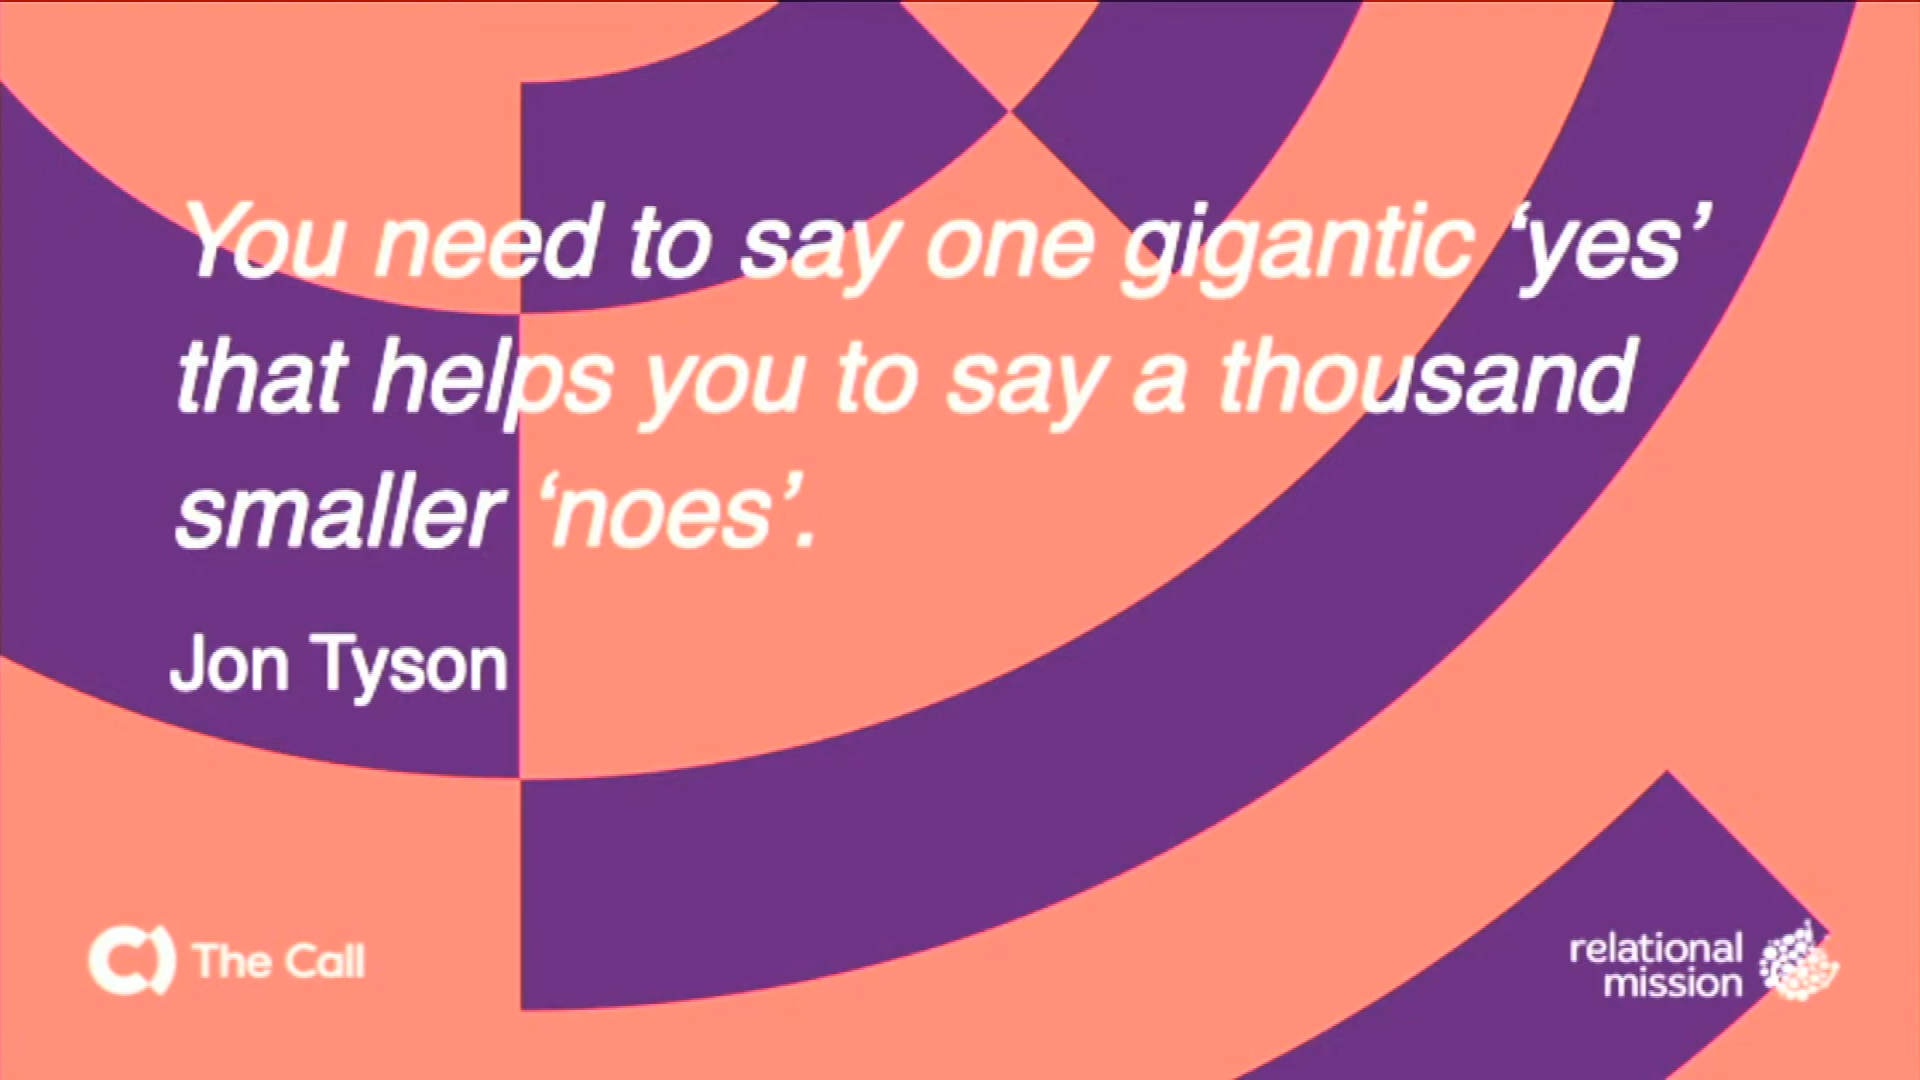 You need to say one gigantic ‘yes’
that helps you to say a thousand
smaller ‘noes’.
Jon Tyson
The Call
relational
mission